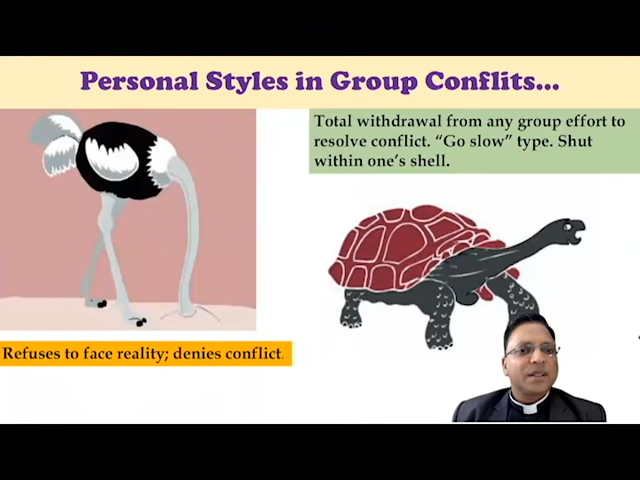 Personal Styles in Group Conflits...
Total withdrawal from any group effort to
resolve conflict. “Go slow” type. Shut
within one’s shell.
Refuses to face reality; denies conflict.